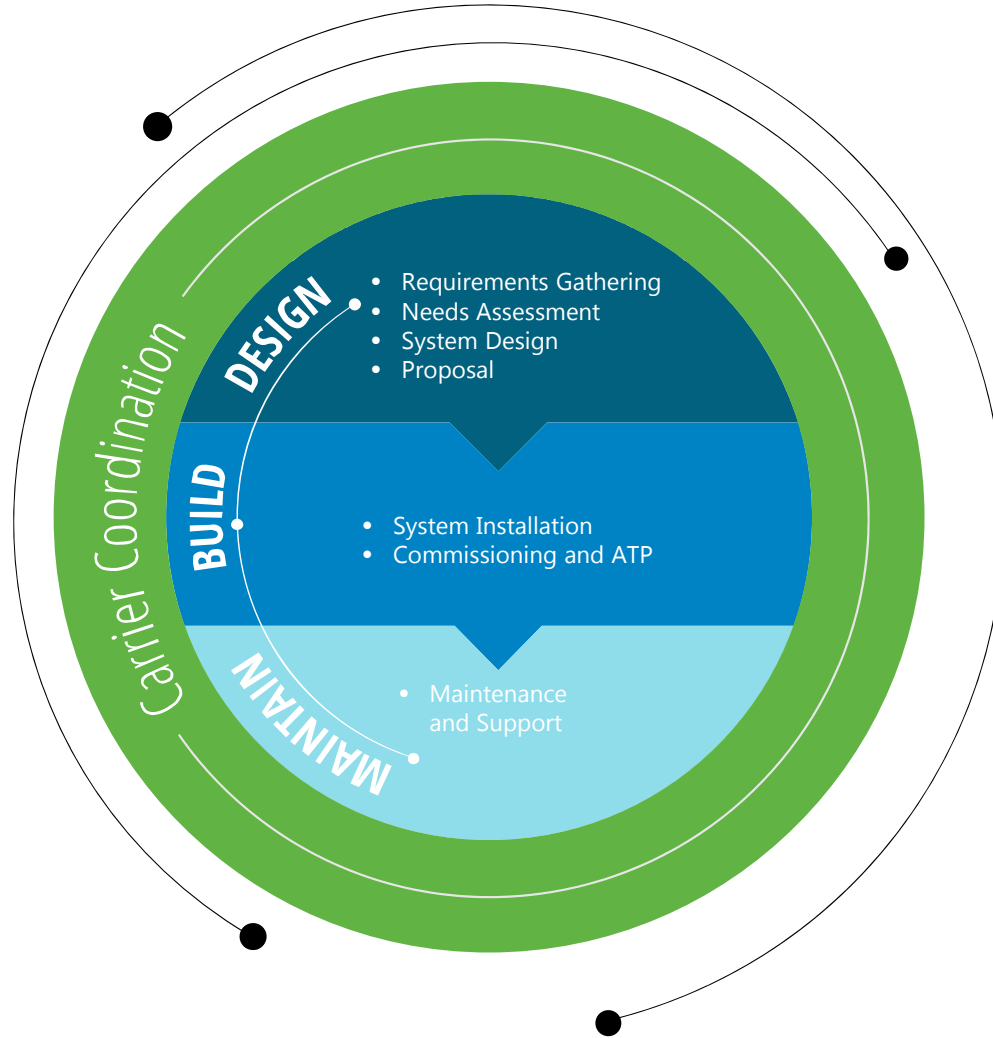 Carrier Coordination
DESIGN
• Requirements Gathering
• Needs Assessment
• System Design
• Proposal
BUILD
• System Installation
• Commissioning and ATP
MAINTAIN
• Maintenance
and Support